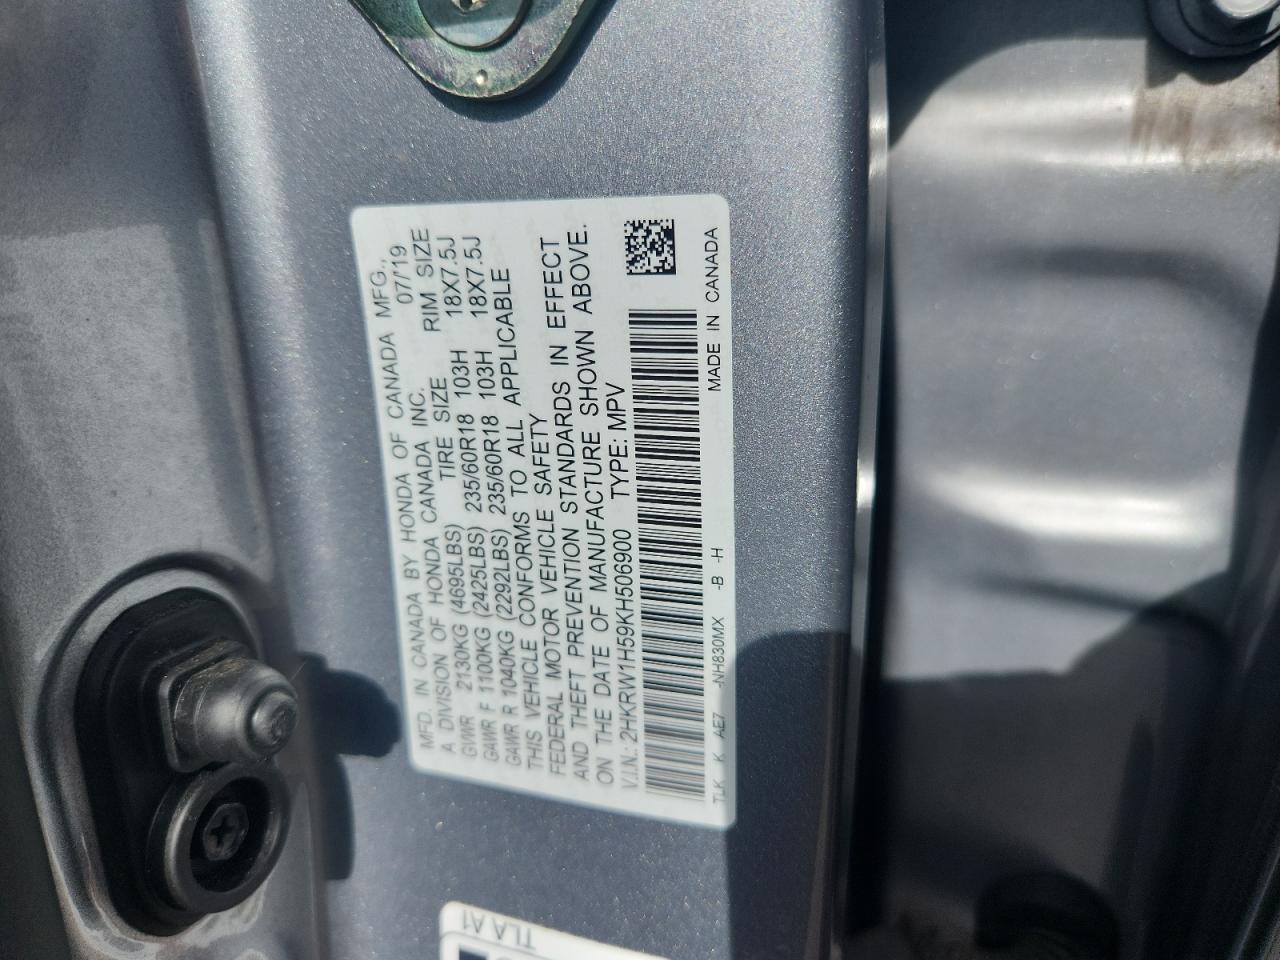 MFD. IN CANADA BY HONDA OF CANADA MFG.,
A DIVISION OF HONDA CANADA INC. 07/'19
TIRE SIZE RIM SIZE
GVWR 2130KG (4695LBS)
GAWR F 1100KG (2425LBS) 235/60R18 103H 18X7.5J
GAWR R 1040KG (2292LBS) 235/60R18 103H 18X7.5J
THIS VEHICLE CONFORMS TO ALL APPLICABLE
FEDERAL MOTOR VEHICLE SAFETY
AND THEFT PREVENTION STANDARDS IN EFFECT
ON THE DATE OF MANUFACTURE SHOWN ABOVE.
V.I.N.: 2HKRW1H59KH506900 TYPE: MPV
TLK K AE7 -NH830MX -B -H MADE IN CANADA
TLA A1